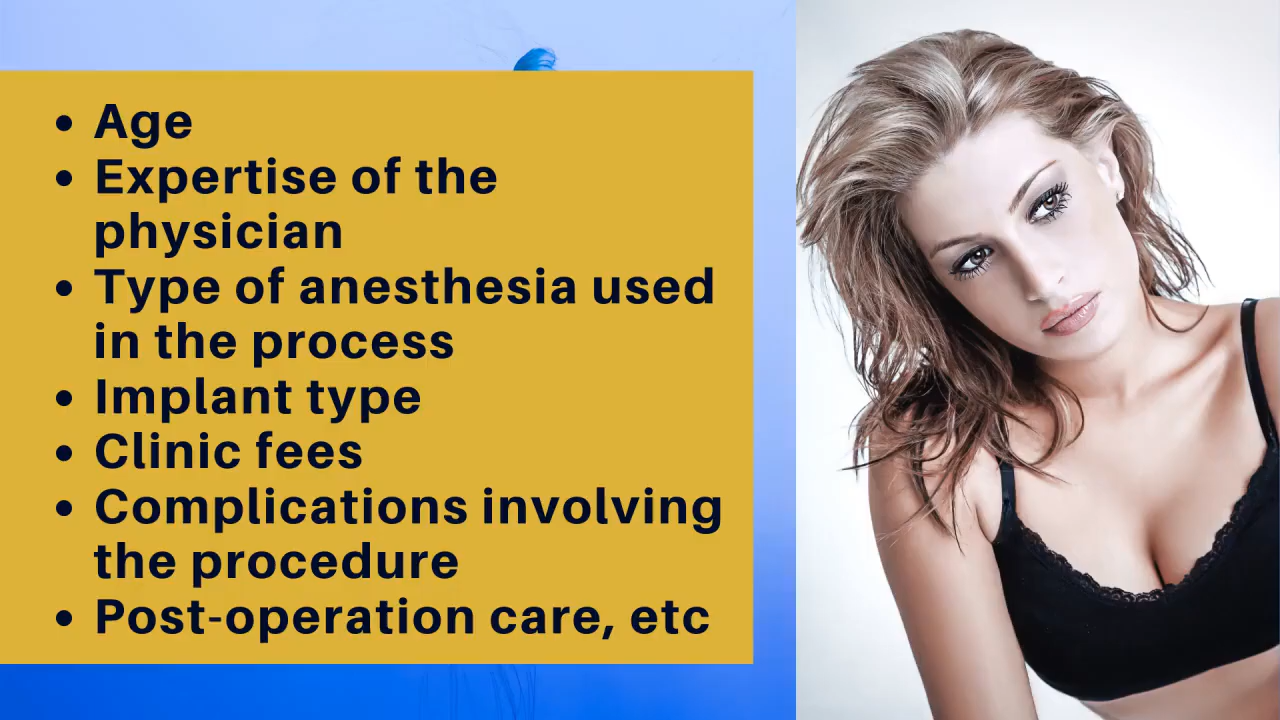 • Age
• Expertise of the
physician
• Type of anesthesia used
in the process
• Implant type
• Clinic fees
• Complications involving
the procedure
• Post-operation care, etc